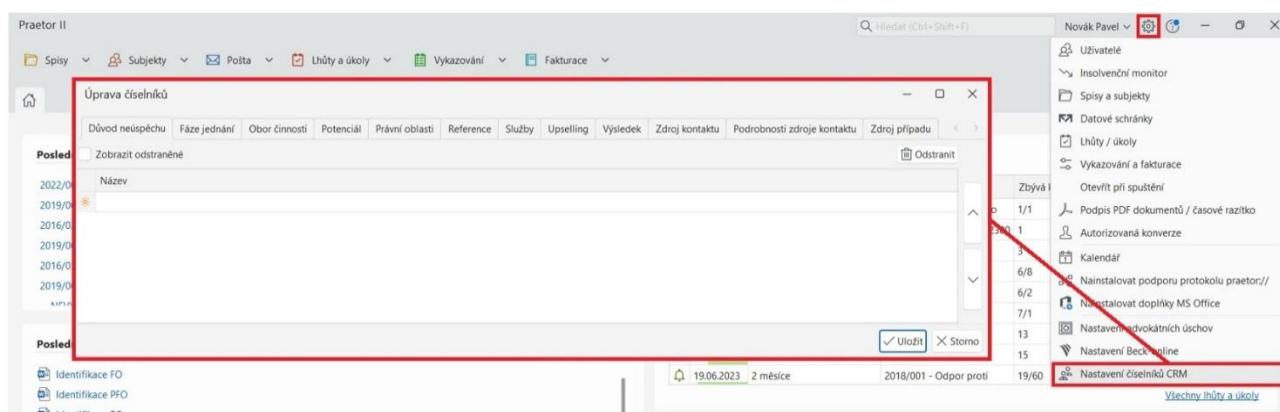 Praetor II
Hledat (Ctrl+Shift+F)
Novák Pavel
Spisy
Subjekty
Pošta
Lhůty a úkoly
Vykazování
Fakturace
Úprava číselníků
Důvod neúspěchu Fáze jednání Obor činnosti Potenciál Právní oblasti Reference Služby Upselling Výsledek Zdroj kontaktu Podrobnosti zdroje kontaktu Zdroj případu
Zobrazit odstraněné
Odstranit
Název
Uložit
Storno
Posled
2022/0
2019/0
2016/0
2019/0
2016/0
2019/0
Posled
Identifikace FO
Identifikace PFO
Zbývá
1/1
1
3
6/8
6/2
7/1
13
15
19.06.2023 2 měsíce 2018/001 - Odpor proti 19/60
Všechny lhůty a úkoly
Uživatelé
Insolvenční monitor
Spisy a subjekty
Datové schránky
Lhůty / úkoly
Vykazování a fakturace
Otevřít při spuštění
Podpis PDF dokumentů / časové razítko
Autorizovaná konverze
Kalendář
Nainstalovat podporu protokolu praetor://
Nainstalovat doplňky MS Office
Nastavení advokátních úschov
Nastavení Beck-online
Nastavení číselníků CRM